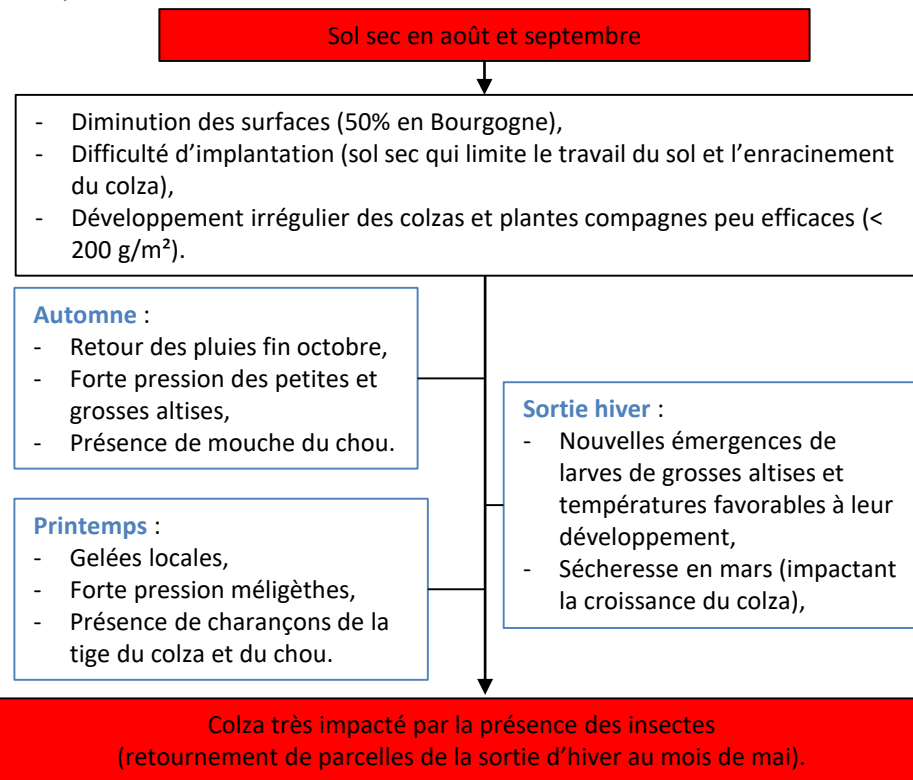 Sol sec en août et septembre
- Diminution des surfaces (50% en Bourgogne),
- Difficulté d'implantation (sol sec qui limite le travail du sol et l'enracinement
du colza),
- Développement irrégulier des colzas et plantes compagnes peu efficaces (<
200 g/m²).
Automne :
- Retour des pluies fin octobre,
- Forte pression des petites et
grosses altises,
- Présence de mouche du chou.
Sortie hiver :
- Nouvelles émergences de
larves de grosses altises et
températures favorables à leur
développement,
- Sécheresse en mars (impactant
la croissance du colza),
Printemps :
- Gelées locales,
- Forte pression méligèthes,
- Présence de charançons de la
tige du colza et du chou.
Colza très impacté par la présence des insectes
(retournement de parcelles de la sortie d'hiver au mois de mai).